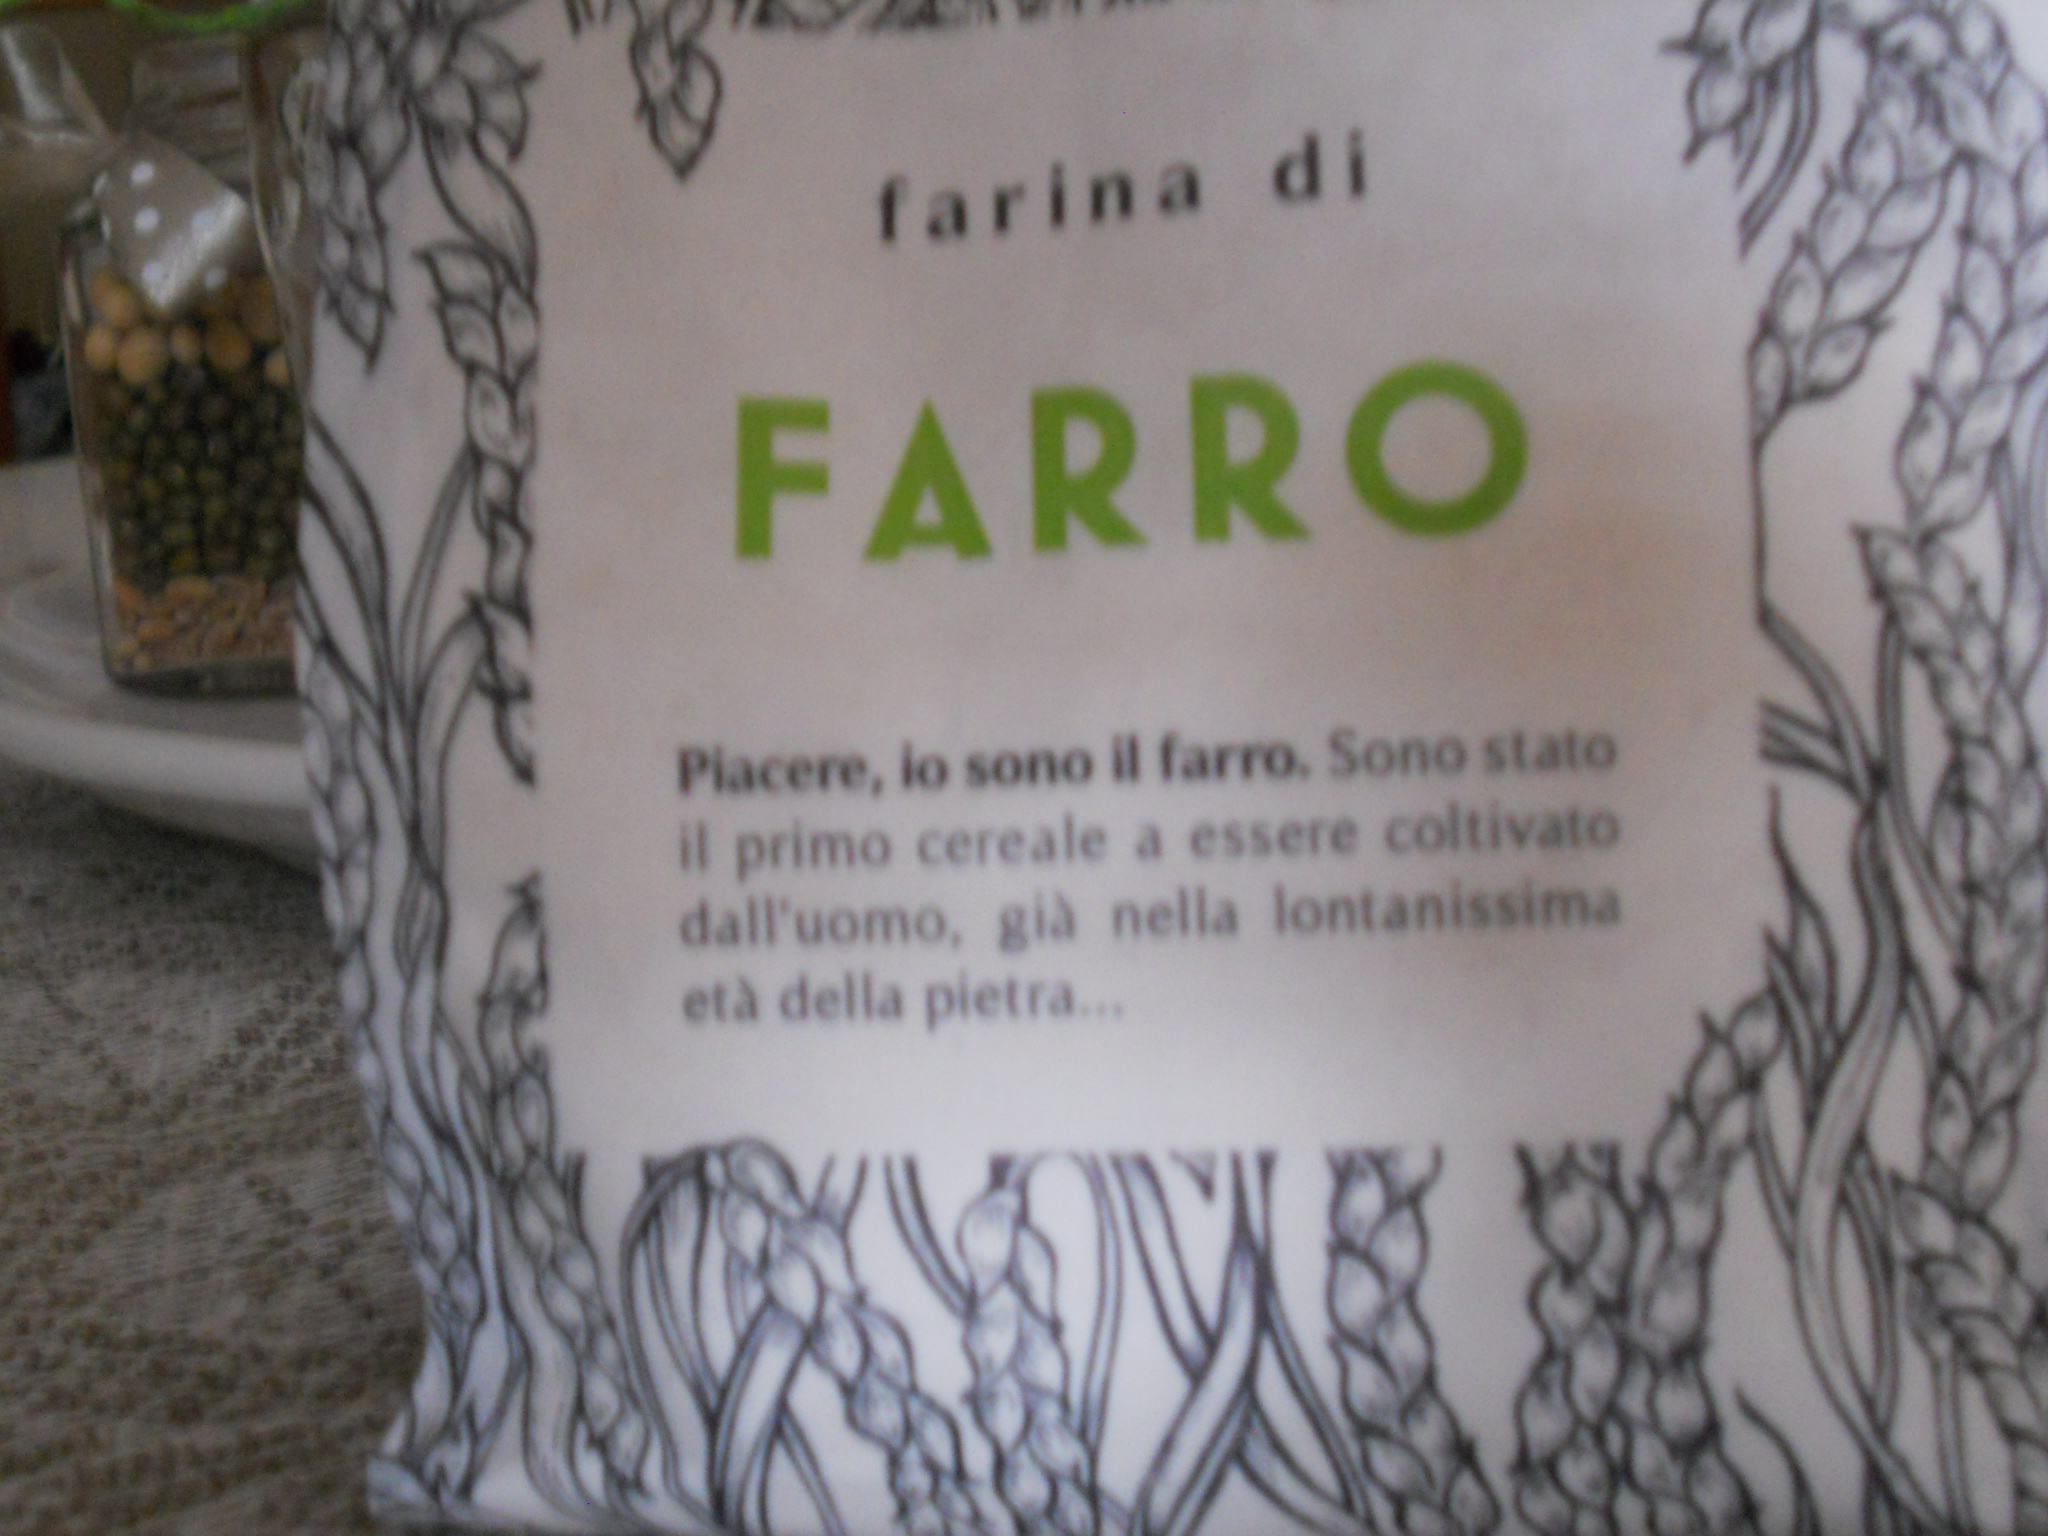 farina di
FARRO
Piacere, io sono il farro. Sono stato
il primo cereale a essere coltivato
dall'uomo, già nella lontanissima
età della pietra...